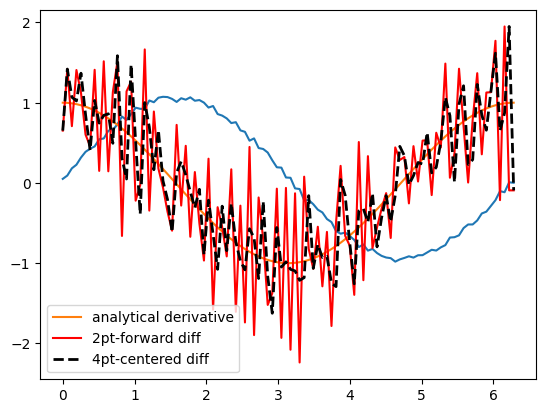 2
1
0
−1
−2
analytical derivative
2pt-forward diff
4pt-centered diff
0 1 2 3 4 5 6